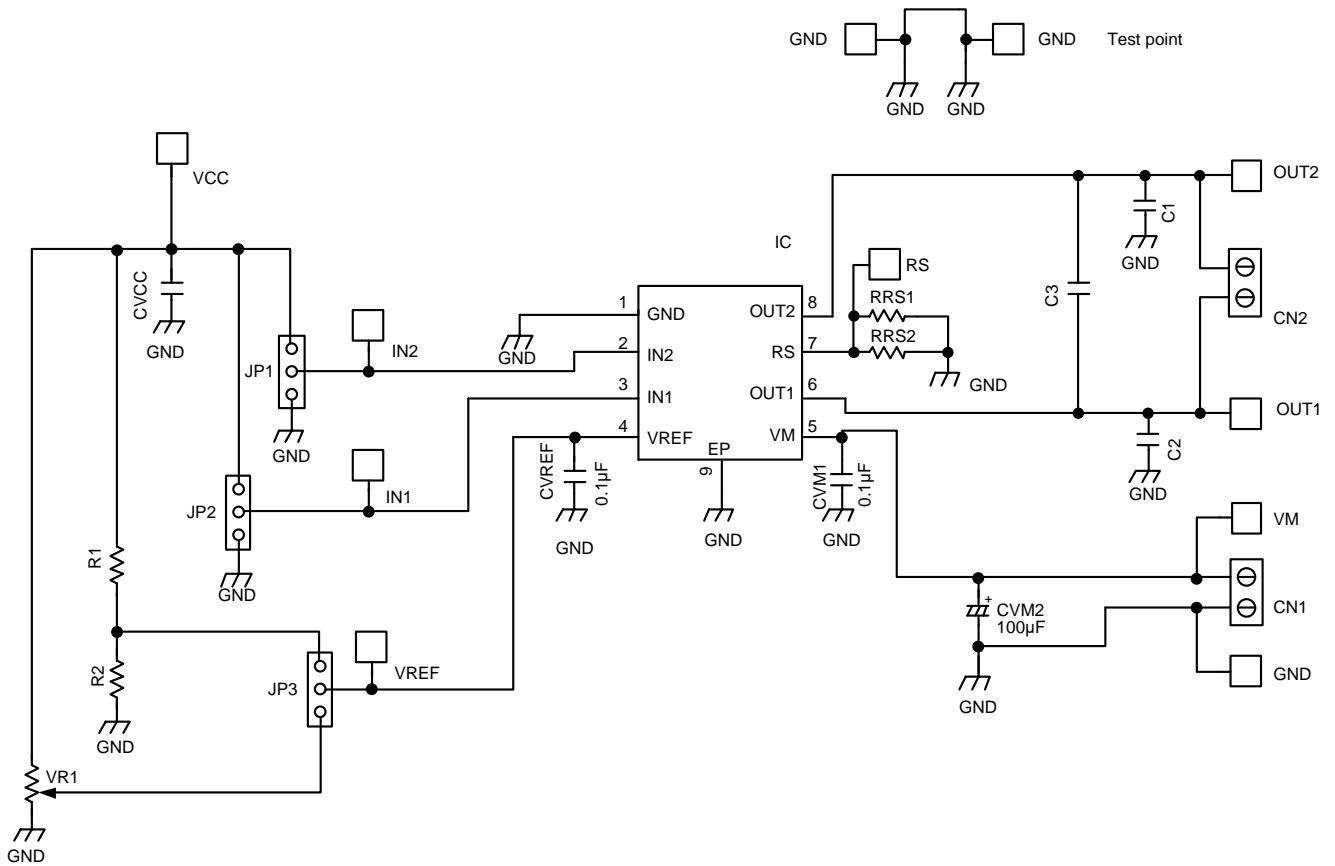 GND
GND
Test point
GND
GND
VCC
OUT2
C1
IC
GND
RS
CVCC
RRS1
C3
1
GND
OUT2
8
CN2
IN2
RRS2
GND
GND
2
IN2
RS
7
JP1
GND
3
IN1
OUT1
6
OUT1
4
VREF
VM
5
GND
EP
CVREF
0.1µF
9
CVM1
0.1µF
C2
IN1
GND
JP2
VM
GND
GND
GND
R1
GND
CVM2
+
100µF
CN1
VREF
R2
JP3
GND
GND
GND
VR1
GND